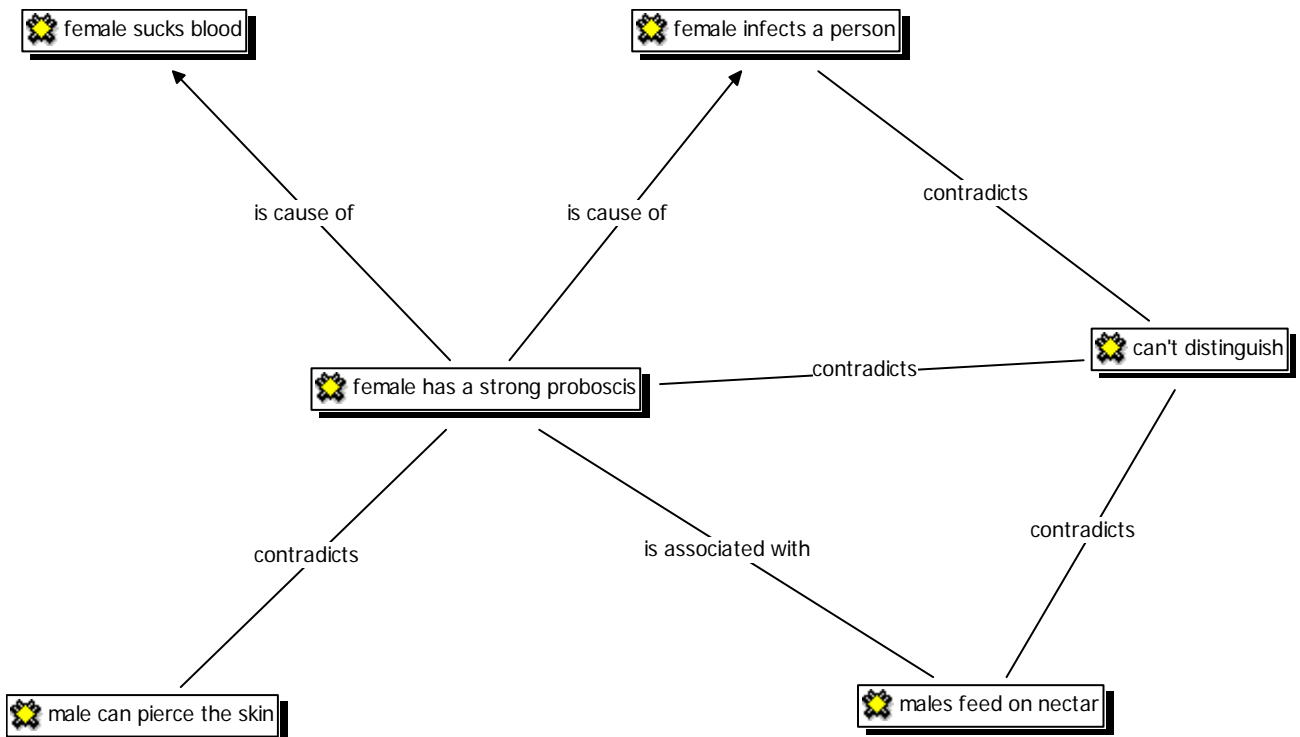 female sucks blood
female infects a person
contradicts
is cause of
is cause of
can't distinguish
contradicts
female has a strong proboscis
contradicts
is associated with
contradicts
male can pierce the skin
males feed on nectar